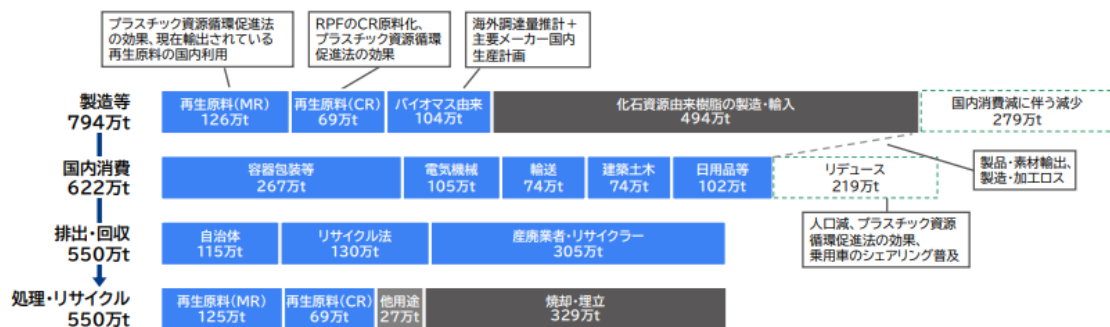 プラスチック資源循環促進法
の効果、現在輸出されている
再生原料の国内利用
RPFのCR原料化、
プラスチック資源循環
促進法の効果
海外調達量推計＋
主要メーカー国内
生産計画
製造等
794万t
再生原料(MR)
126万t
再生原料(CR)
69万t
バイオマス由来
104万t
化石資源由来樹脂の製造・輸入
494万t
国内消費減に伴う減少
279万t
国内消費
622万t
容器包装等
267万t
電気機械
105万t
輸送
74万t
建築土木
74万t
日用品等
102万t
リデュース
219万t
製品・素材輸出、
製造・加工ロス
排出・回収
550万t
自治体
115万t
リサイクル法
130万t
産廃業者・リサイクラー
305万t
人口減、プラスチック資源
循環促進法の効果、
乗用車のシェアリング普及
処理・リサイクル
550万t
再生原料(MR)
125万t
再生原料(CR)
69万t
他用途
27万t
焼却・埋立
329万t